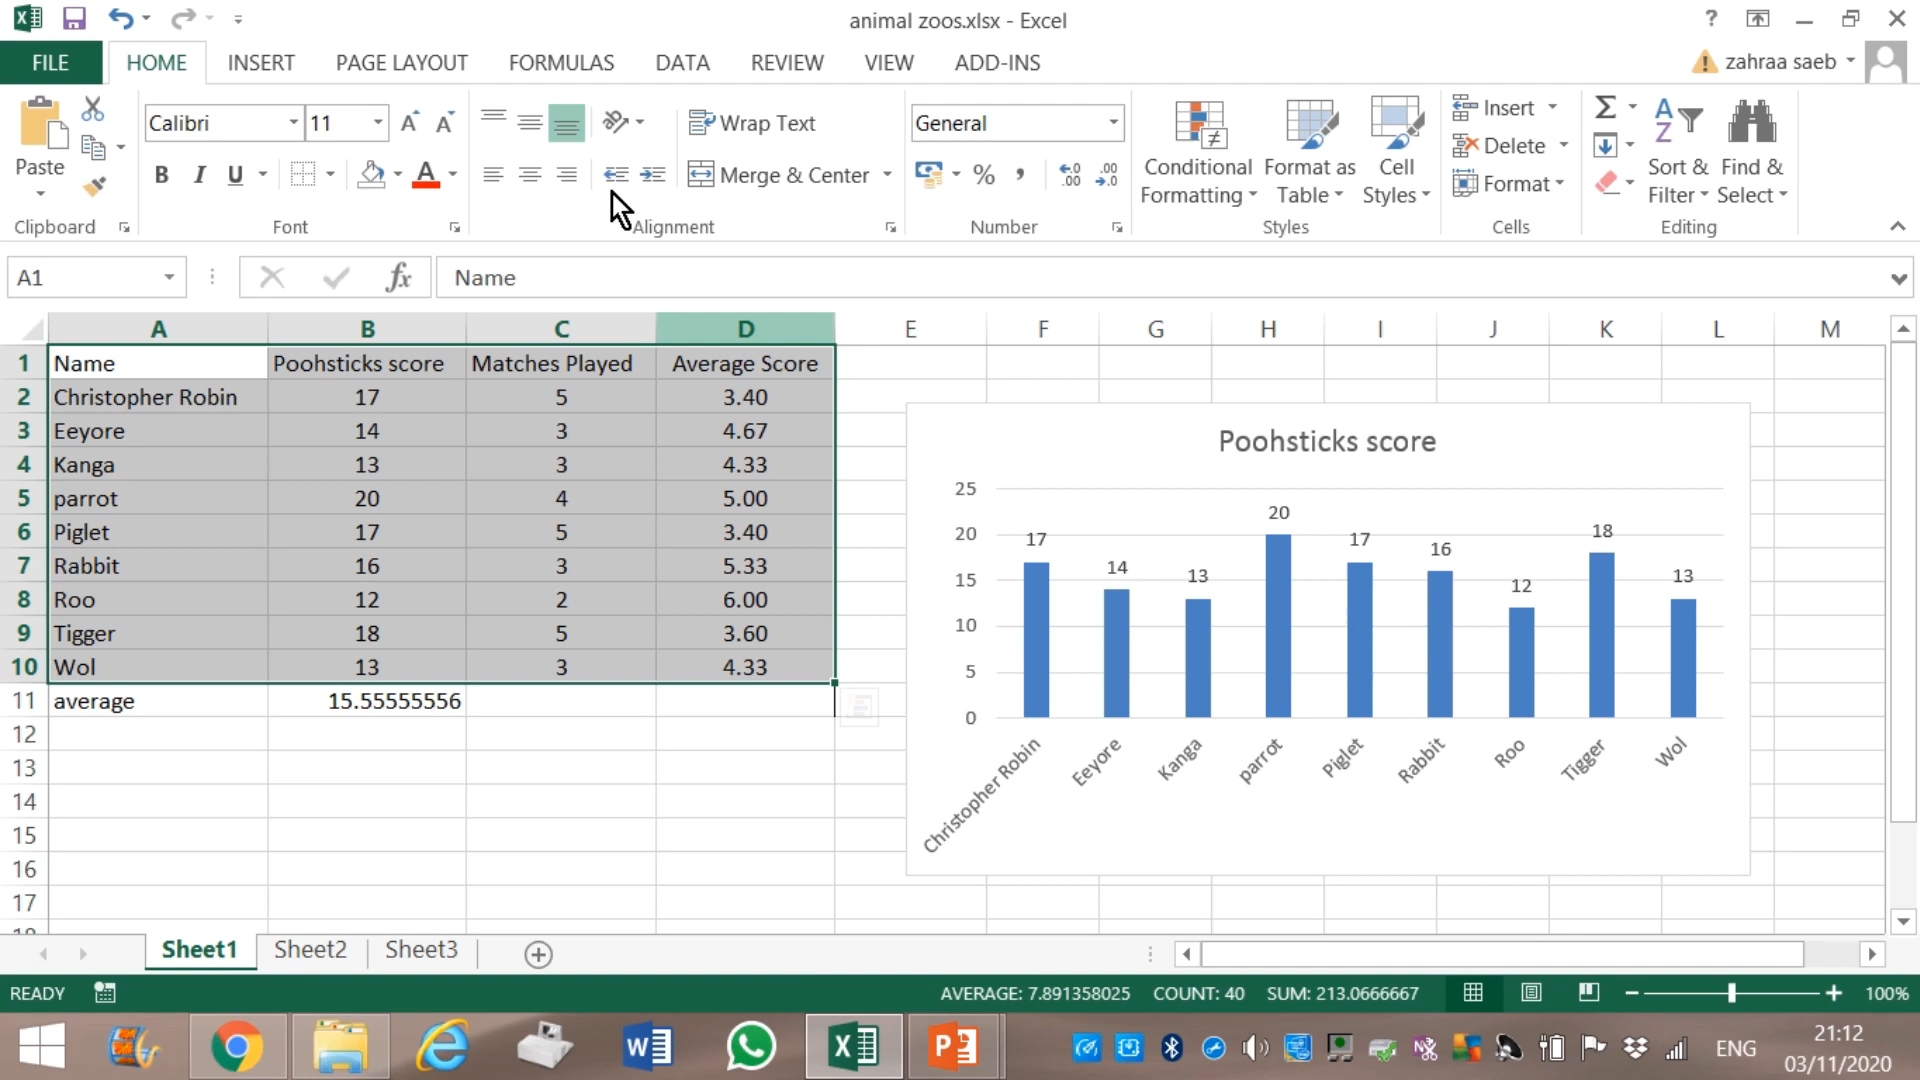 animal zoos.xlsx - Excel
?
FILE HOME INSERT PAGE LAYOUT FORMULAS DATA REVIEW VIEW ADD-INS zahraa saeb
Calibri 11 Wrap Text General Insert
Paste B I U A Merge & Center % , .00 Conditional Formatting Format as Table Cell Styles Delete Format Sort & Filter Find & Select
Clipboard Font Alignment Number Styles Cells Editing
A1 fx Name
A B C D E F G H I J K L M
1 Name Poohsticks score Matches Played Average Score
2 Christopher Robin 17 5 3.40
3 Eeyore 14 3 4.67
4 Kanga 13 3 4.33
5 parrot 20 4 5.00
6 Piglet 17 5 3.40
7 Rabbit 16 3 5.33
8 Roo 12 2 6.00
9 Tigger 18 5 3.60
10 Wol 13 3 4.33
11 average 15.55555556
12
13
14
15
16
17
Poohsticks score
25
20
15
10
5
0
17 14 13 20 17 16 12 18 13
Christopher Robin Eeyore Kanga parrot Piglet Rabbit Roo Tigger Wol
Sheet1 Sheet2 Sheet3
READY AVERAGE: 7.891358025 COUNT: 40 SUM: 213.0666667 100%
ENG 21:12
03/11/2020